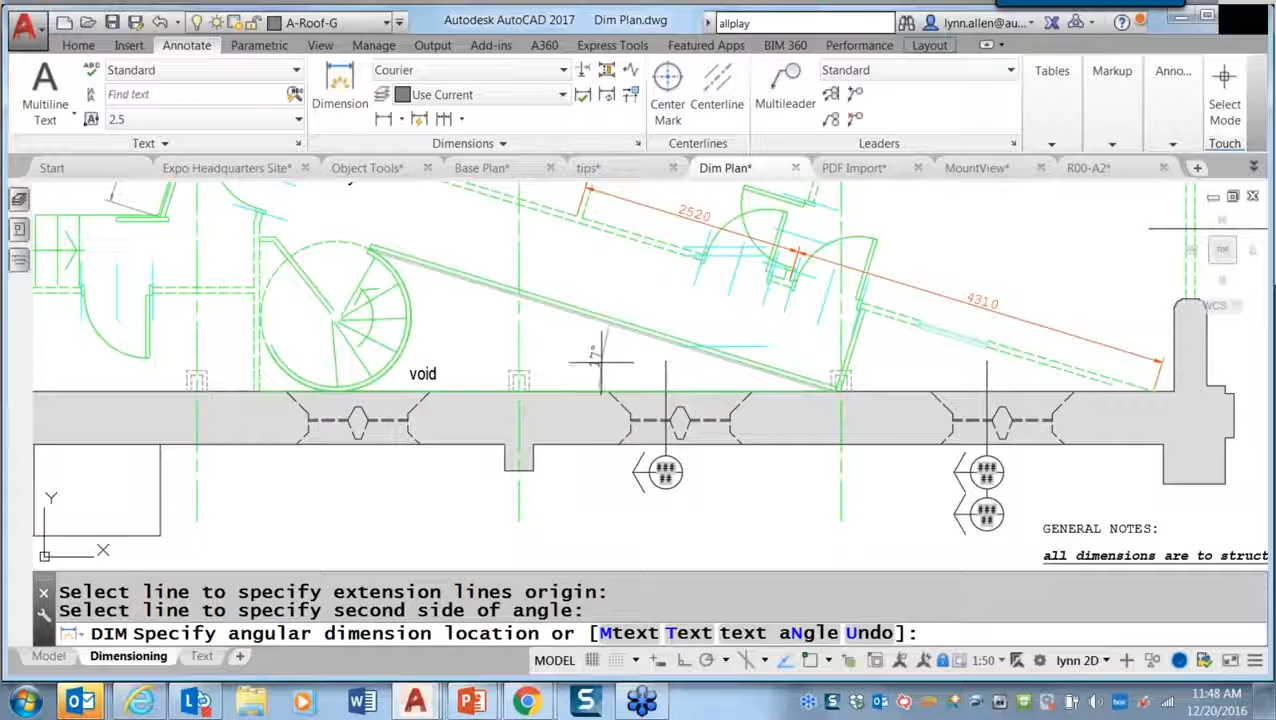 A-Roof-G
Autodesk AutoCAD 2017 Dim Plan.dwg
allplay
lynn.allen@au...
Home Insert Annotate Parametric View Manage Output Add-ins A360 Express Tools Featured Apps BIM 360 Performance Layout
Multiline Text
Standard
Find text
2.5
Dimension
Courier
Use Current
Center Mark
Centerline
Multileader
Standard
Tables
Markup
Anno...
Select Mode
Text
Dimensions
Centerlines
Leaders
Touch
Start Expo Headquarters Site* Object Tools* Base Plan* tips* Dim Plan* PDF Import* MountView* R00-A2*
2520
TOP
4310
WCS
17°
void
###
##
###
##
###
##
Y
X
GENERAL NOTES:
all dimensions are to struct
Select line to specify extension lines origin:
Select line to specify second side of angle:
DIM Specify angular dimension location or [Mtext Text text aNgle Undo]:
Model Dimensioning Text
MODEL
1:50
lynn 2D
11:48 AM
12/20/2016